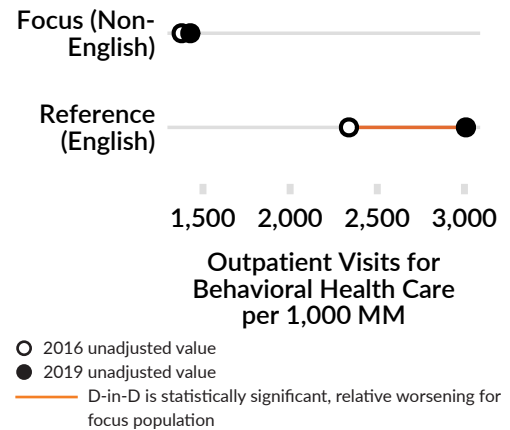 Focus (Non-
English)
Reference
(English)
1,500 2,000 2,500 3,000
Outpatient Visits for
Behavioral Health Care
per 1,000 MM
2016 unadjusted value
2019 unadjusted value
D-in-D is statistically significant, relative worsening for
focus population